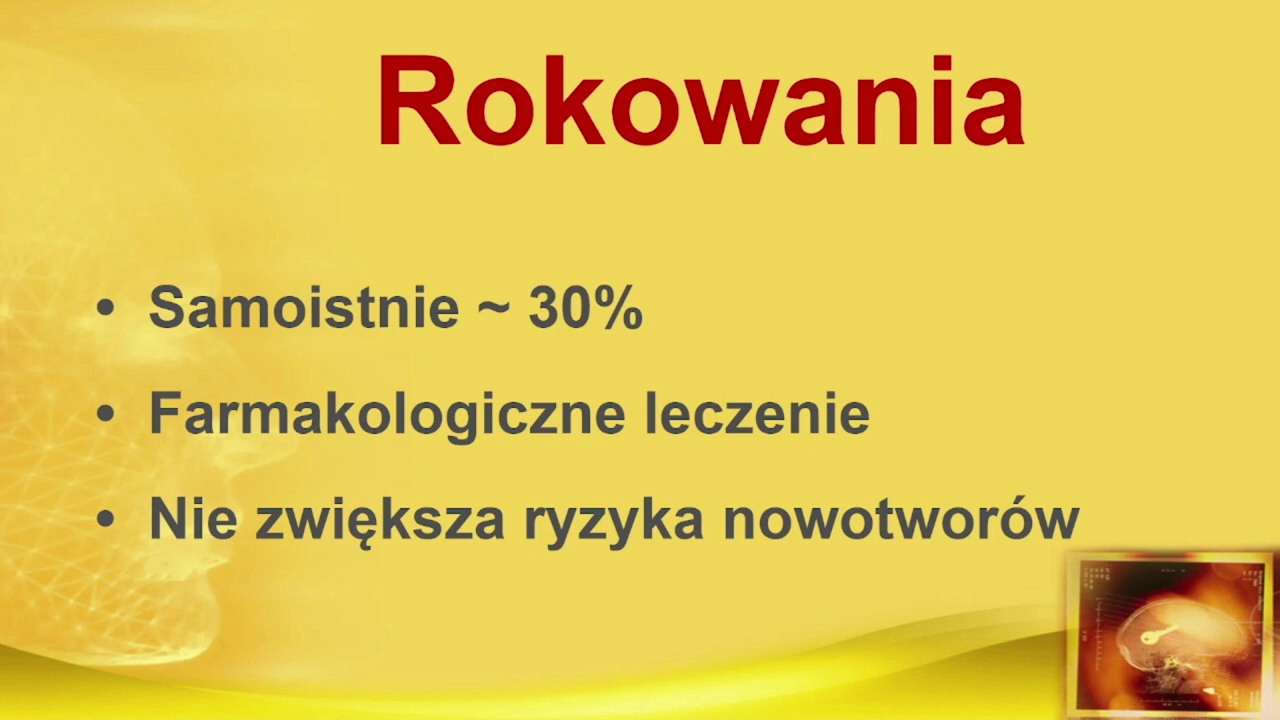 Rokowania
• Samoistnie ~ 30%
• Farmakologiczne leczenie
• Nie zwiększa ryzyka nowotworów